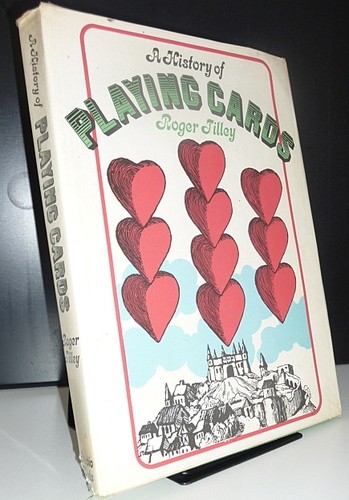 A History of
PLAYING CARDS
Roger Tilley
A History of
PLAYING CARDS
Roger
Tilley